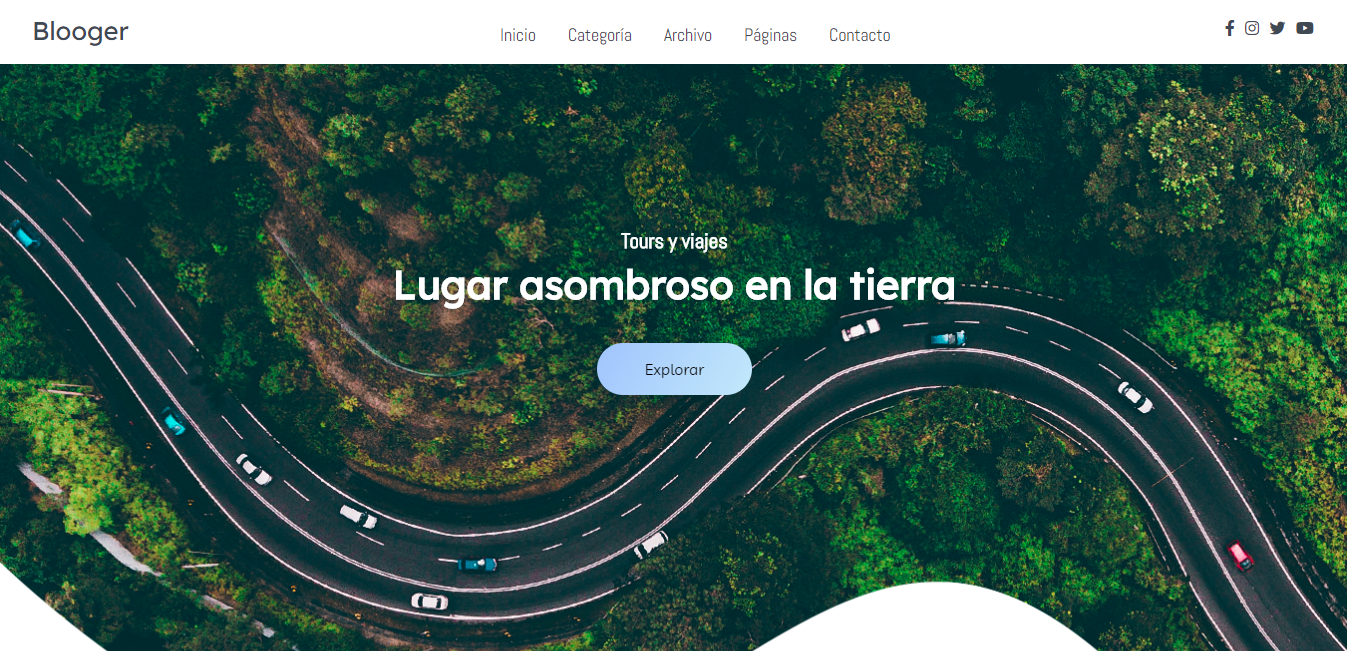 Blooger
Inicio Categoría Archivo Páginas Contacto
Tours y viajes
Lugar asombroso en la tierra
Explorar